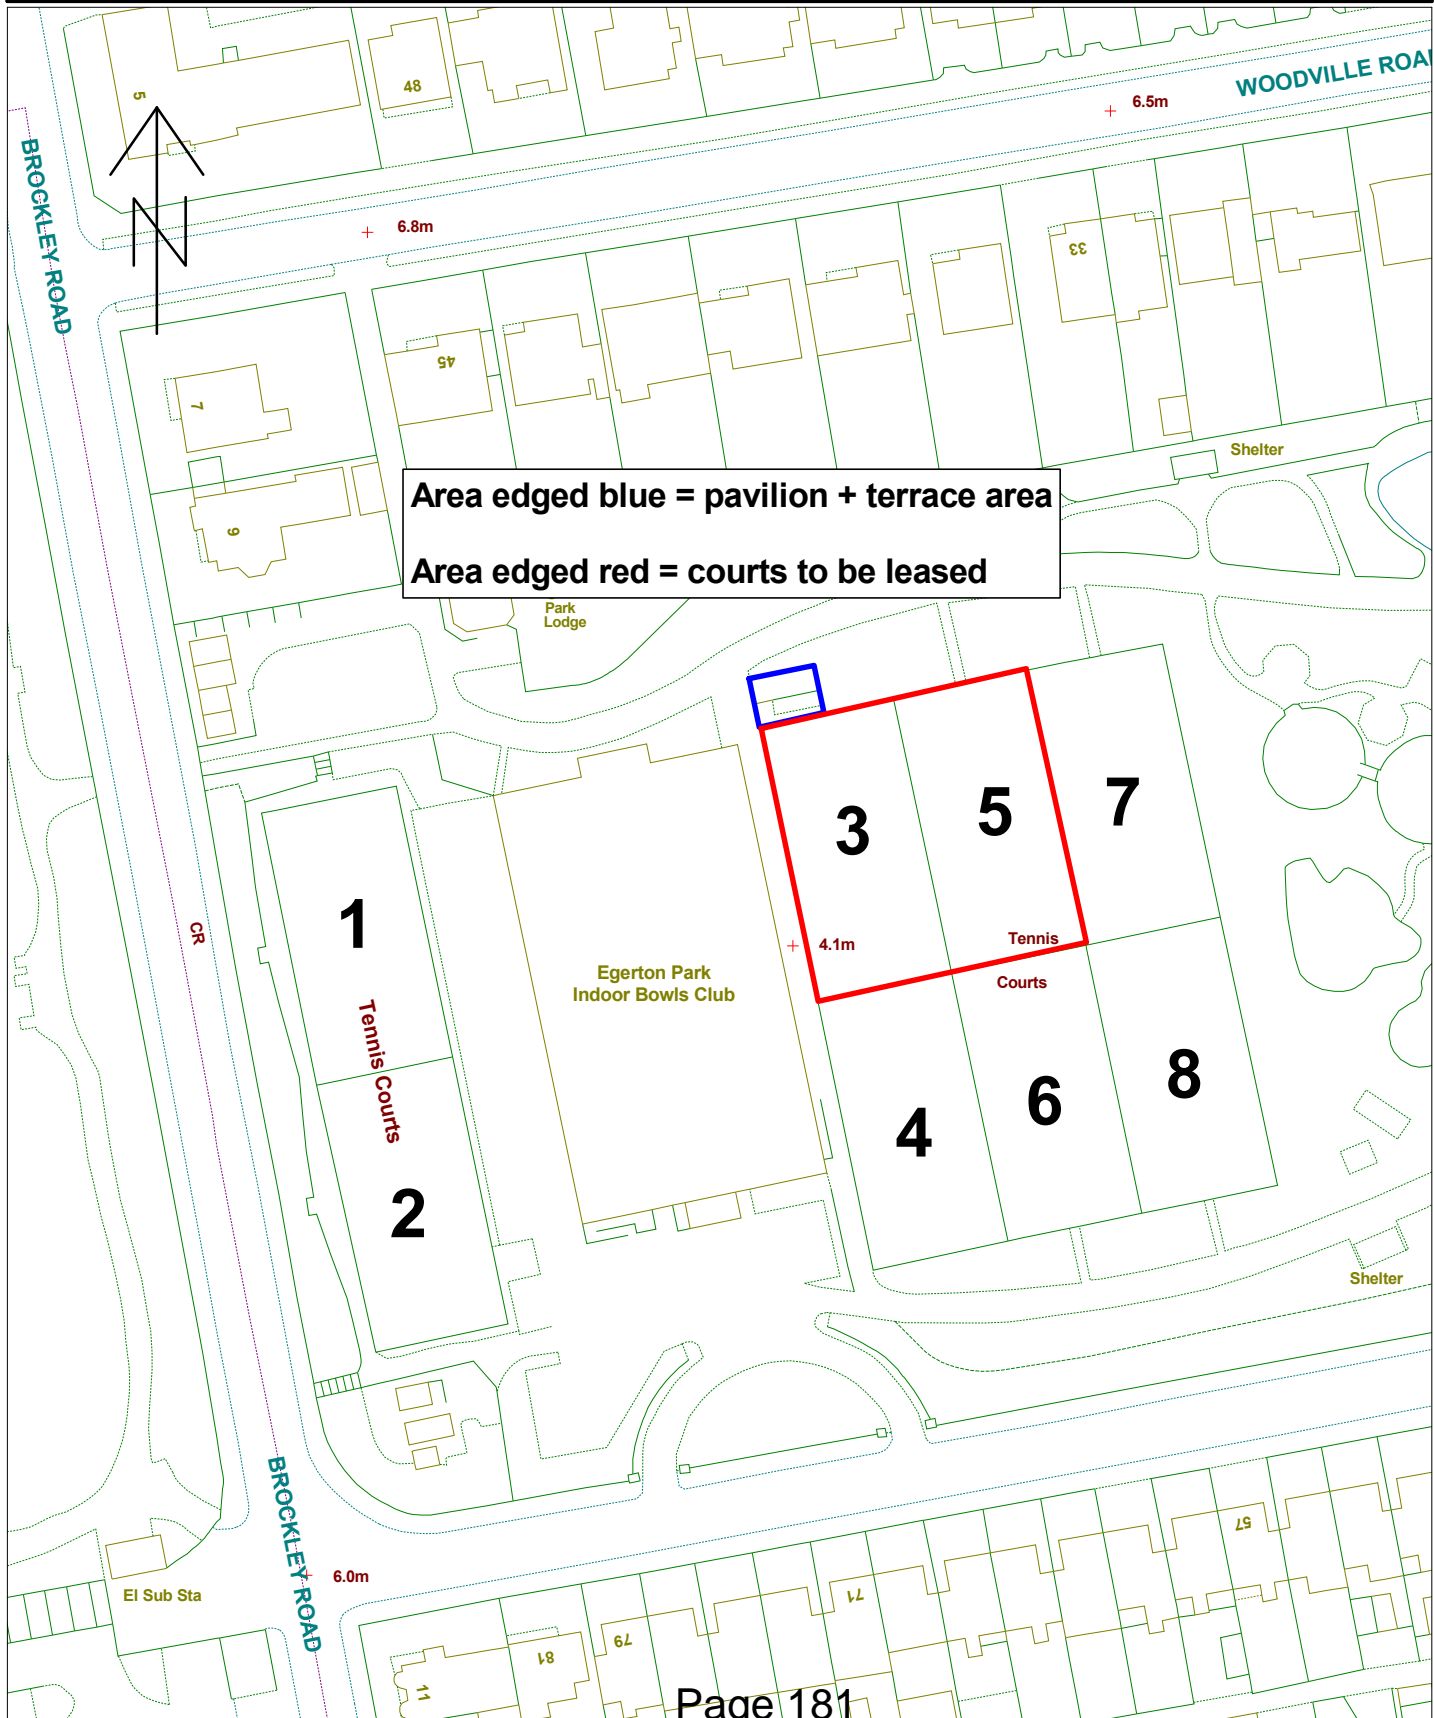 WOODVILLE ROAD
5
48
6.5m
BROCKLEY ROAD
N
6.8m
33
45
7
Shelter
9
Area edged blue = pavilion + terrace area
Area edged red = courts to be leased
Park
Lodge
3
5
7
1
CR
4.1m
Tennis
Courts
Egerton Park
Indoor Bowls Club
Tennis Courts
2
4
6
8
Shelter
BROCKLEY ROAD
6.0m
El Sub Sta
57
71
79
81
11
Page 181